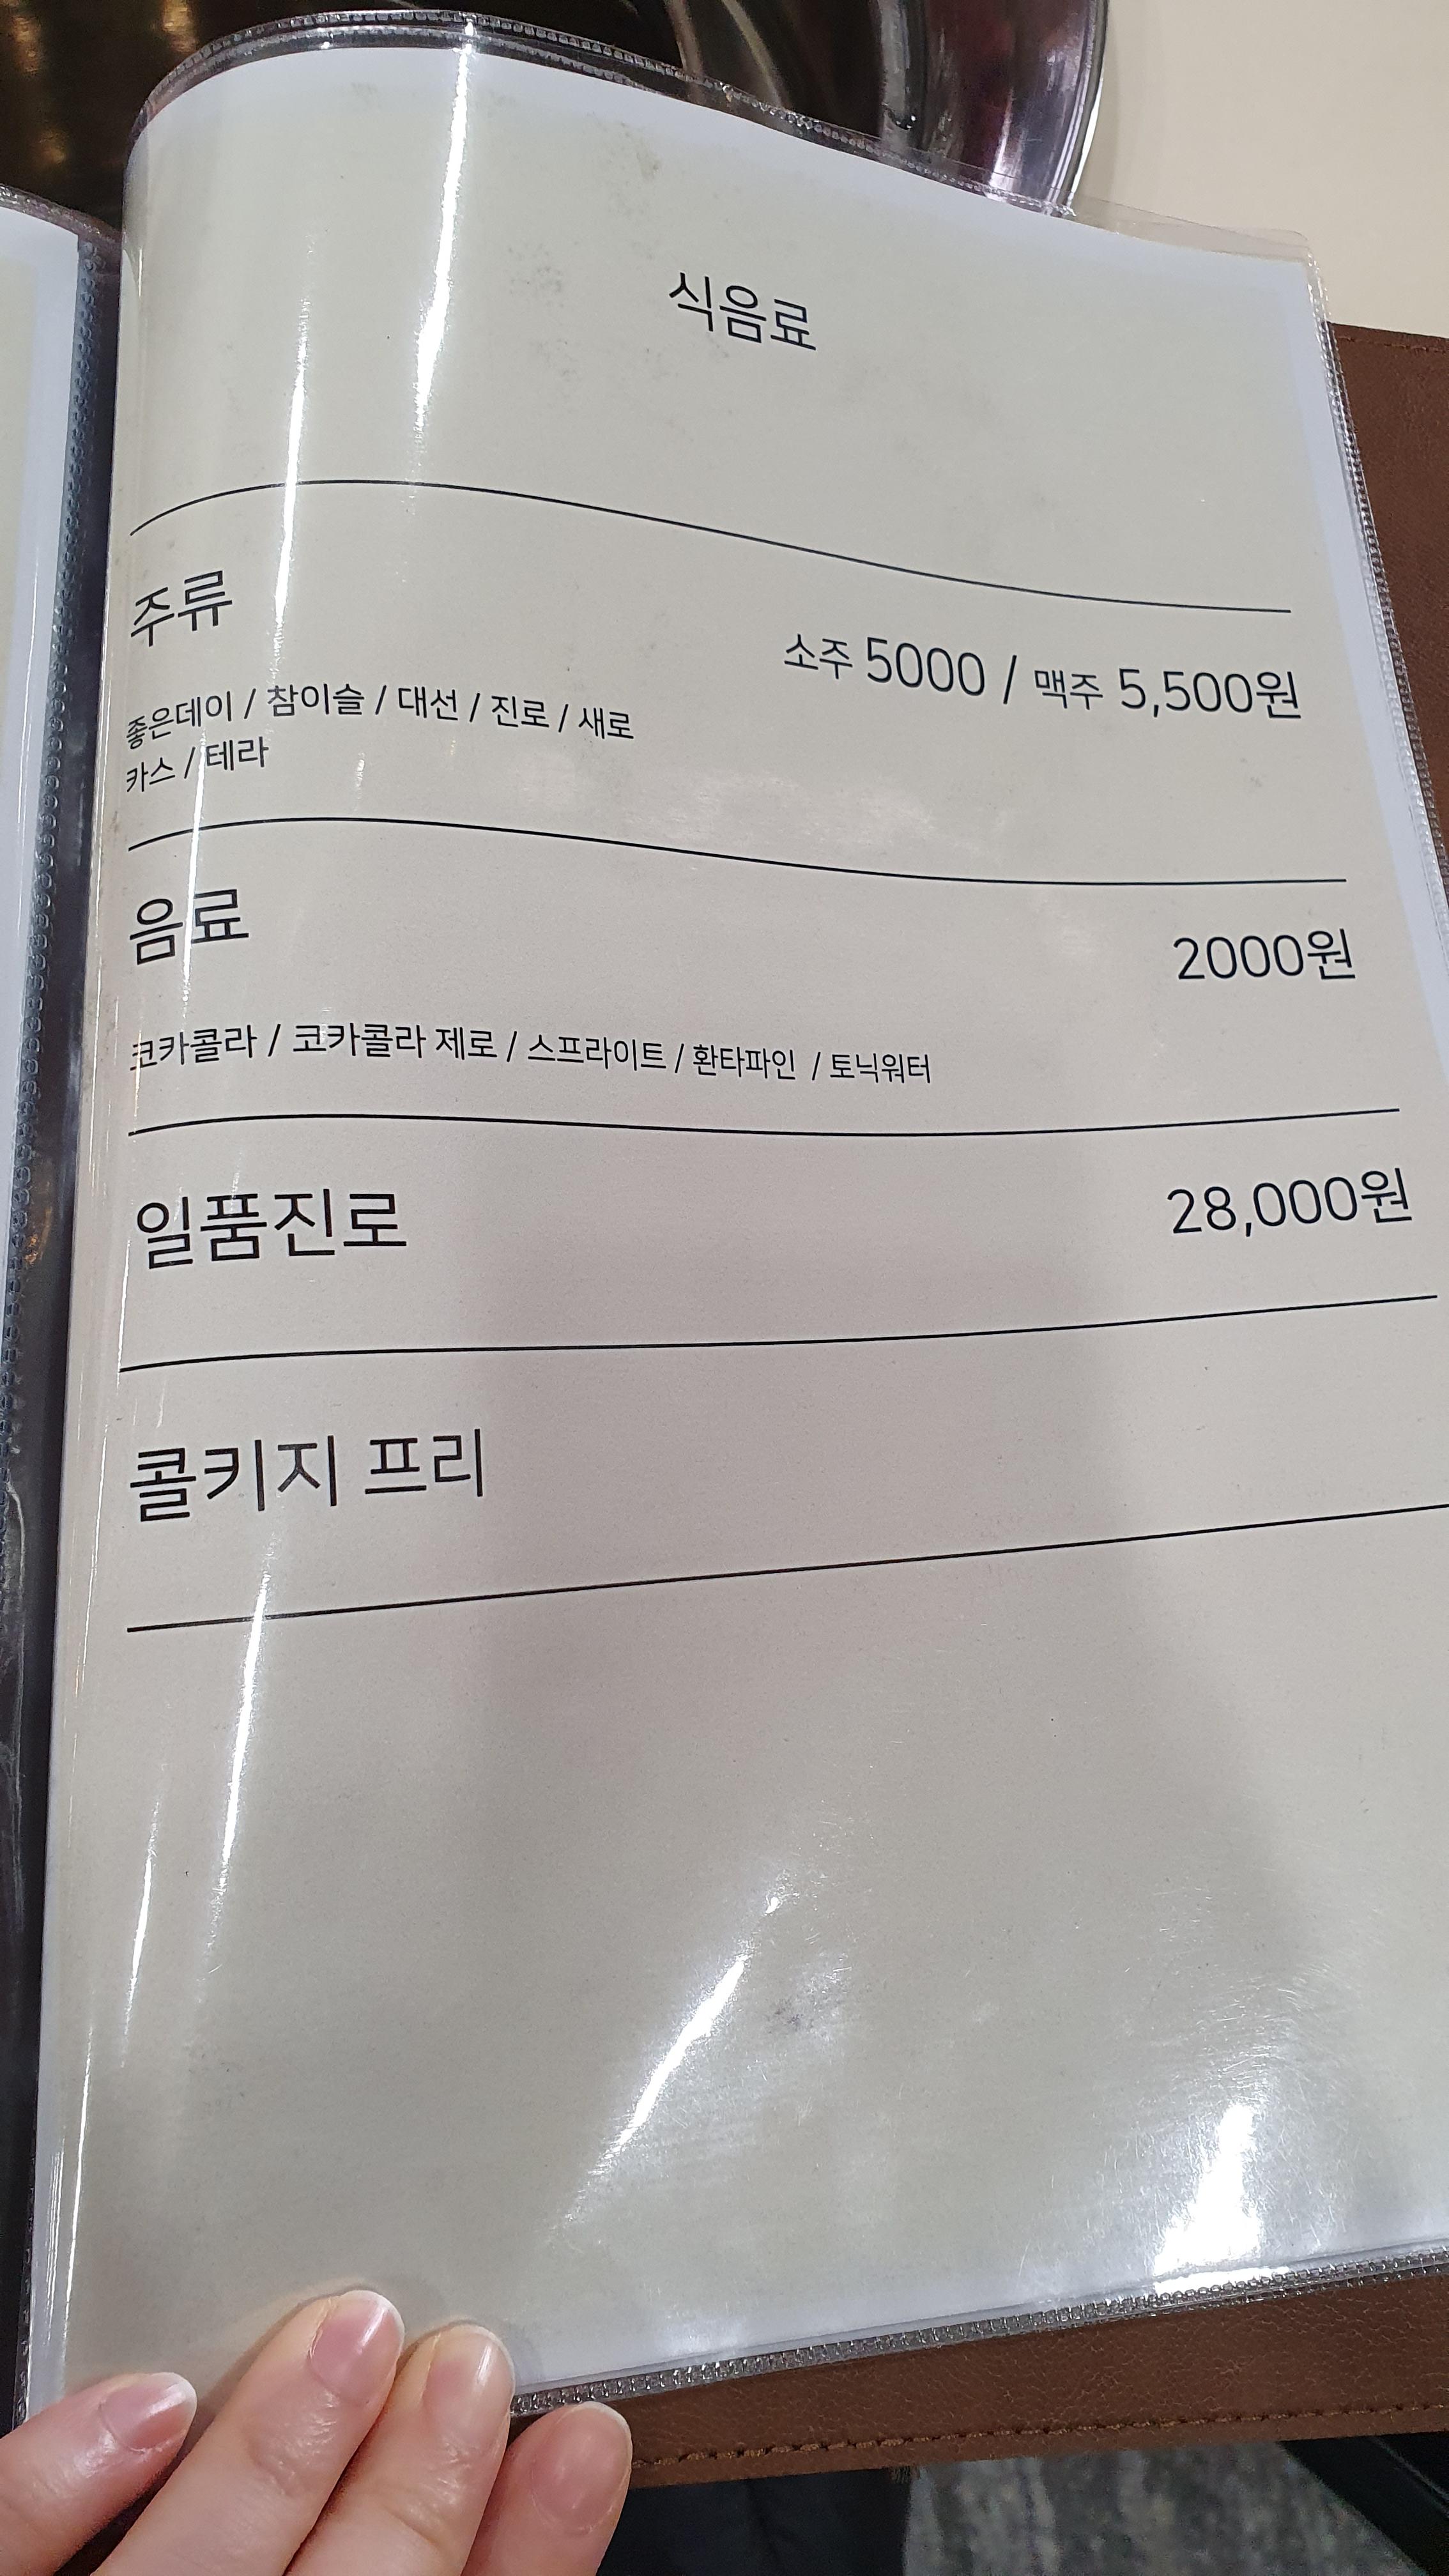 식음료
주류
소주 5000 / 맥주 5,500원
좋은데이 / 참이슬 / 대선 / 진로 / 새로
카스 / 테라
음료
2000원
코카콜라 / 코카콜라 제로 / 스프라이트 / 환타파인 / 토닉워터
일품진로
28,000원
콜키지 프리